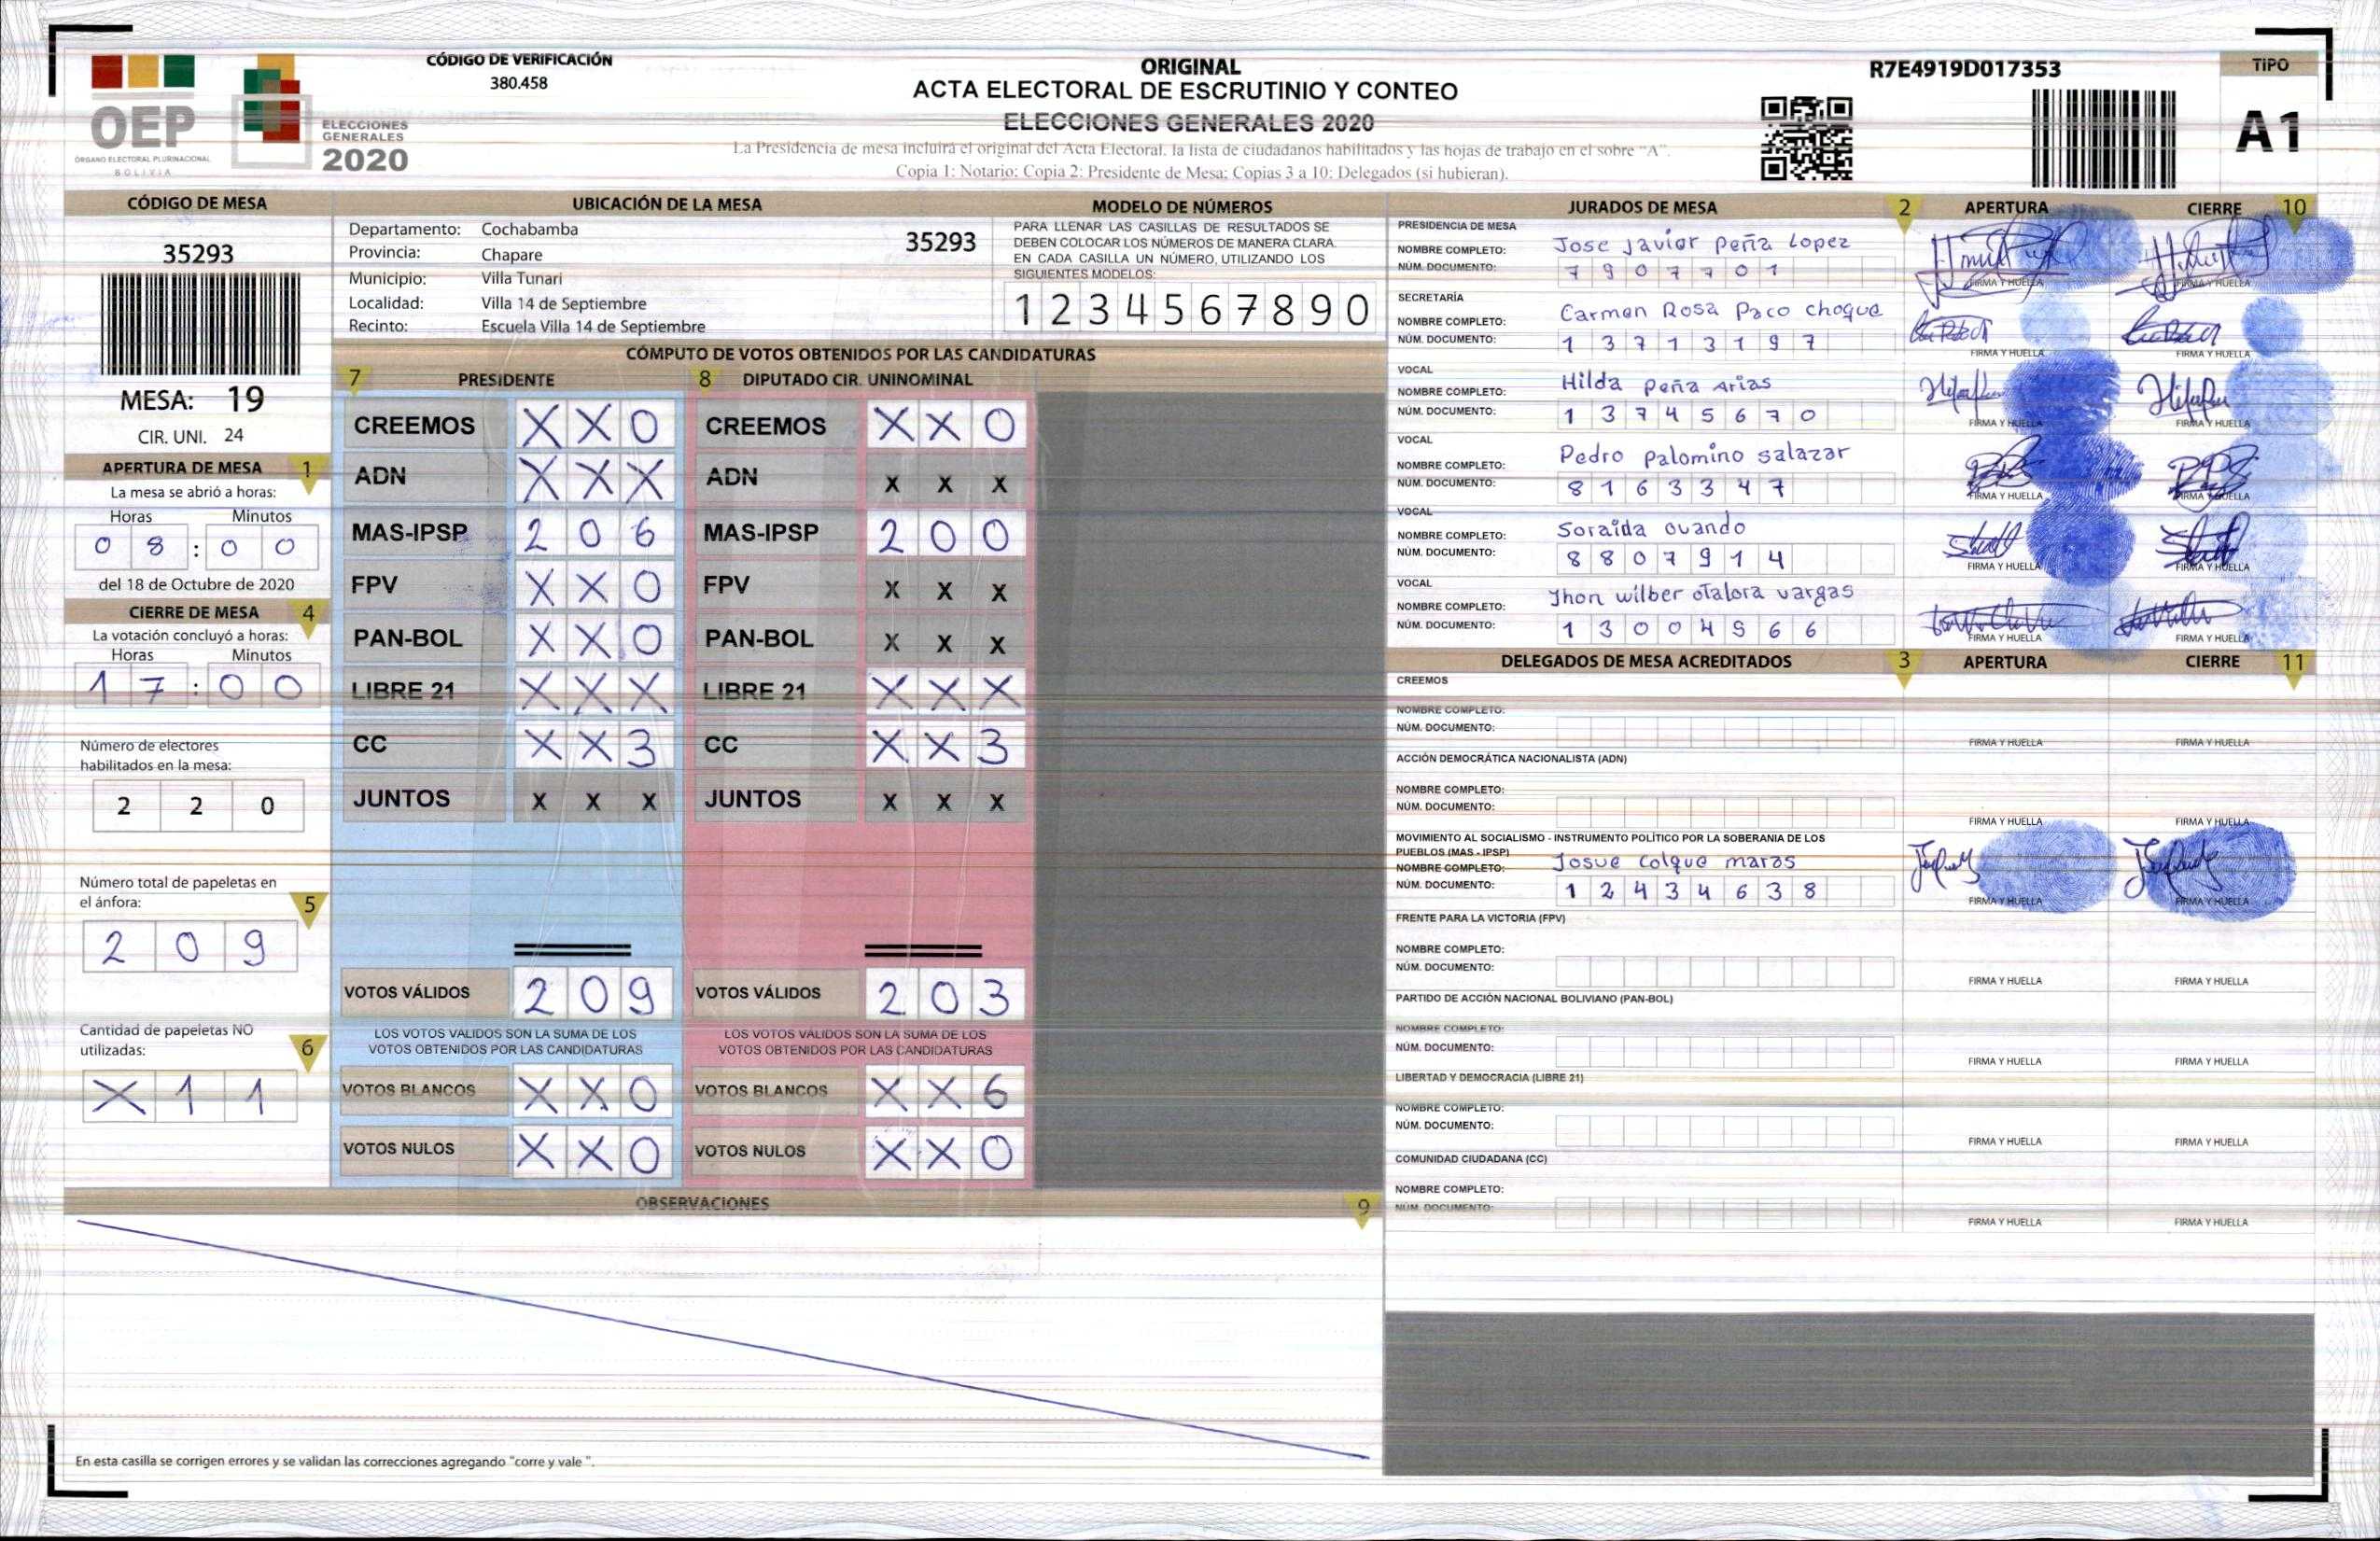 CÓDIGO DE VERIFICACIÓN
380.458
ORIGINAL
ACTA ELECTORAL DE ESCRUTINIO Y CONTEO
ELECCIONES GENERALES 2020
La Presidencia de mesa incluirá el original del Acta Electoral, la lista de ciudadanos habilitados y las hojas de trabajo en el sobre "A".
Copia 1: Notario; Copia 2: Presidente de Mesa; Copias 3 a 10: Delegados (si hubieran).
R7E4919D017353
TIPO
A1
OEP
ÓRGANO ELECTORAL PLURINACIONAL
BOLIVIA
ELECCIONES
GENERALES
2020
CÓDIGO DE MESA
35293
MESA: 19
CIR. UNI. 24
APERTURA DE MESA 1
La mesa se abrió a horas:
Horas Minutos
0 8 : 0 0
del 18 de Octubre de 2020
CIERRE DE MESA 4
La votación concluyó a horas:
Horas Minutos
1 7 : 0 0
Número de electores
habilitados en la mesa:
2 2 0
Número total de papeletas en
el ánfora: 5
2 0 9
Cantidad de papeletas NO
utilizadas: 6
X 1 1
UBICACIÓN DE LA MESA
Departamento: Cochabamba
Provincia: Chapare
Municipio: Villa Tunari
Localidad: Villa 14 de Septiembre
Recinto: Escuela Villa 14 de Septiembre
35293
MODELO DE NÚMEROS
PARA LLENAR LAS CASILLAS DE RESULTADOS SE
DEBEN COLOCAR LOS NÚMEROS DE MANERA CLARA.
EN CADA CASILLA UN NÚMERO, UTILIZANDO LOS
SIGUIENTES MODELOS:
1 2 3 4 5 6 7 8 9 0
CÓMPUTO DE VOTOS OBTENIDOS POR LAS CANDIDATURAS
7 PRESIDENTE 8 DIPUTADO CIR. UNINOMINAL
CREEMOS X X 0 CREEMOS X X 0
ADN X X X ADN X X X
MAS-IPSP 2 0 6 MAS-IPSP 2 0 0
FPV X X 0 FPV X X X
PAN-BOL X X 0 PAN-BOL X X X
LIBRE 21 X X X LIBRE 21 X X X
CC X X 3 CC X X 3
JUNTOS X X X JUNTOS X X X
VOTOS VÁLIDOS 2 0 9 VOTOS VÁLIDOS 2 0 3
LOS VOTOS VÁLIDOS SON LA SUMA DE LOS LOS VOTOS VÁLIDOS SON LA SUMA DE LOS
VOTOS OBTENIDOS POR LAS CANDIDATURAS VOTOS OBTENIDOS POR LAS CANDIDATURAS
VOTOS BLANCOS X X 0 VOTOS BLANCOS X X 6
VOTOS NULOS X X 0 VOTOS NULOS X X 0
OBSERVACIONES 9
En esta casilla se corrigen errores y se validan las correcciones agregando "corre y vale ".
JURADOS DE MESA 2 APERTURA CIERRE 10
PRESIDENCIA DE MESA
NOMBRE COMPLETO: Jose Javier Peña Lopez
NÚM. DOCUMENTO: 7 9 0 7 7 0 1
FIRMA Y HUELLA FIRMA Y HUELLA
SECRETARÍA
NOMBRE COMPLETO: Carmen Rosa Paco choque
NÚM. DOCUMENTO: 1 3 7 1 3 1 9 7
FIRMA Y HUELLA FIRMA Y HUELLA
VOCAL
NOMBRE COMPLETO: Hilda Peña Arias
NÚM. DOCUMENTO: 1 3 7 4 5 6 7 0
FIRMA Y HUELLA FIRMA Y HUELLA
VOCAL
NOMBRE COMPLETO: Pedro palomino salazar
NÚM. DOCUMENTO: 8 1 6 3 3 4 7
FIRMA Y HUELLA FIRMA Y HUELLA
VOCAL
NOMBRE COMPLETO: Soraida ovando
NÚM. DOCUMENTO: 8 8 0 7 9 1 4
FIRMA Y HUELLA FIRMA Y HUELLA
VOCAL
NOMBRE COMPLETO: Jhon wilber otalora vargas
NÚM. DOCUMENTO: 1 3 0 0 4 5 6 6
FIRMA Y HUELLA FIRMA Y HUELLA
DELEGADOS DE MESA ACREDITADOS 3 APERTURA CIERRE 11
CREEMOS
NOMBRE COMPLETO:
NÚM. DOCUMENTO:
FIRMA Y HUELLA FIRMA Y HUELLA
ACCIÓN DEMOCRÁTICA NACIONALISTA (ADN)
NOMBRE COMPLETO:
NÚM. DOCUMENTO:
FIRMA Y HUELLA FIRMA Y HUELLA
MOVIMIENTO AL SOCIALISMO - INSTRUMENTO POLÍTICO POR LA SOBERANIA DE LOS
PUEBLOS (MAS - IPSP)
NOMBRE COMPLETO: Josue Colque maras
NÚM. DOCUMENTO: 1 2 4 3 4 6 3 8
FIRMA Y HUELLA FIRMA Y HUELLA
FRENTE PARA LA VICTORIA (FPV)
NOMBRE COMPLETO:
NÚM. DOCUMENTO:
FIRMA Y HUELLA FIRMA Y HUELLA
PARTIDO DE ACCIÓN NACIONAL BOLIVIANO (PAN-BOL)
NOMBRE COMPLETO:
NÚM. DOCUMENTO:
FIRMA Y HUELLA FIRMA Y HUELLA
LIBERTAD Y DEMOCRACIA (LIBRE 21)
NOMBRE COMPLETO:
NÚM. DOCUMENTO:
FIRMA Y HUELLA FIRMA Y HUELLA
COMUNIDAD CIUDADANA (CC)
NOMBRE COMPLETO:
NÚM. DOCUMENTO:
FIRMA Y HUELLA FIRMA Y HUELLA